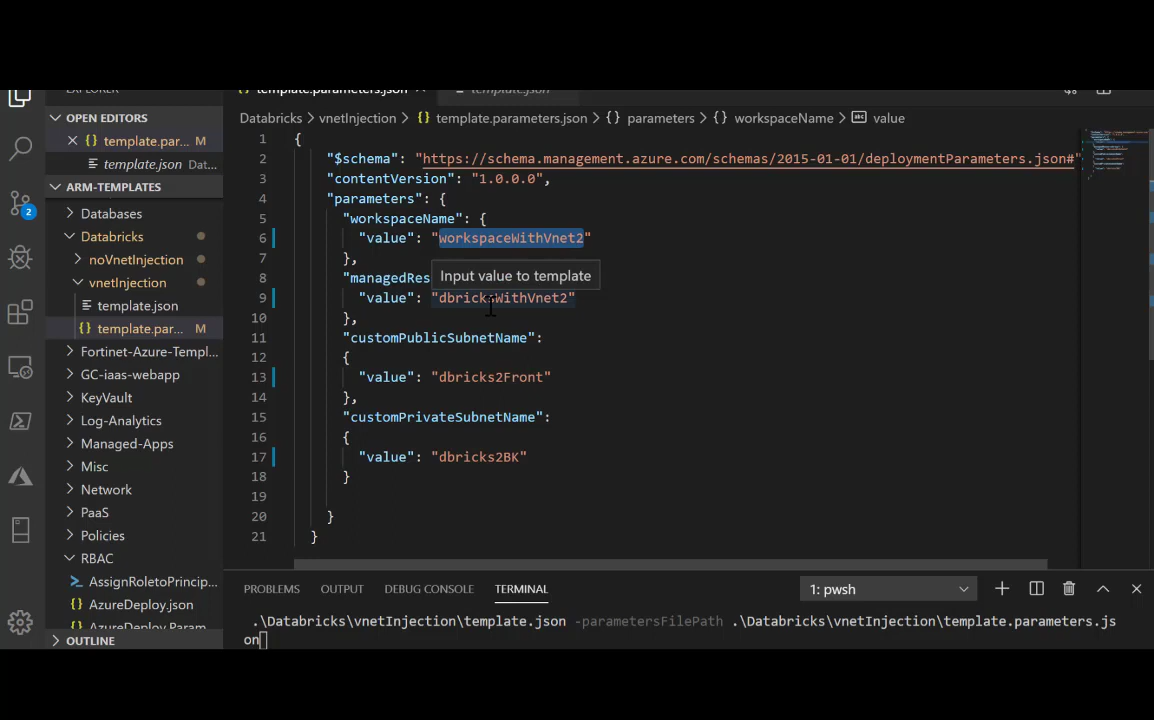 EXPLORER
template.parameters.json
template.json
OPEN EDITORS
template.par... M
template.json Dat...
ARM-TEMPLATES
Databases
Databricks
noVnetInjection
vnetInjection
template.json
template.par... M
Fortinet-Azure-Templ...
GC-iaas-webapp
KeyVault
Log-Analytics
Managed-Apps
Misc
Network
PaaS
Policies
RBAC
AssignRoletoPrincip...
AzureDeploy.json
AzureDeploy.Param
OUTLINE
2
Databricks > vnetInjection > {} template.parameters.json > {} parameters > {} workspaceName > abc value
1 {
2 "$schema": "https://schema.management.azure.com/schemas/2015-01-01/deploymentParameters.json#"
3 "contentVersion": "1.0.0.0",
4 "parameters": {
5 "workspaceName": {
6 "value": "workspaceWithVnet2"
7 },
8 "managedRes
Input value to template
9 "value": "dbricksWithVnet2"
10 },
11 "customPublicSubnetName":
12 {
13 "value": "dbricks2Front"
14 },
15 "customPrivateSubnetName":
16 {
17 "value": "dbricks2BK"
18 }
19
20 }
21 }
PROBLEMS OUTPUT DEBUG CONSOLE TERMINAL 1: pwsh
.\Databricks\vnetInjection\template.json -parametersFilePath .\Databricks\vnetInjection\template.parameters.js
on